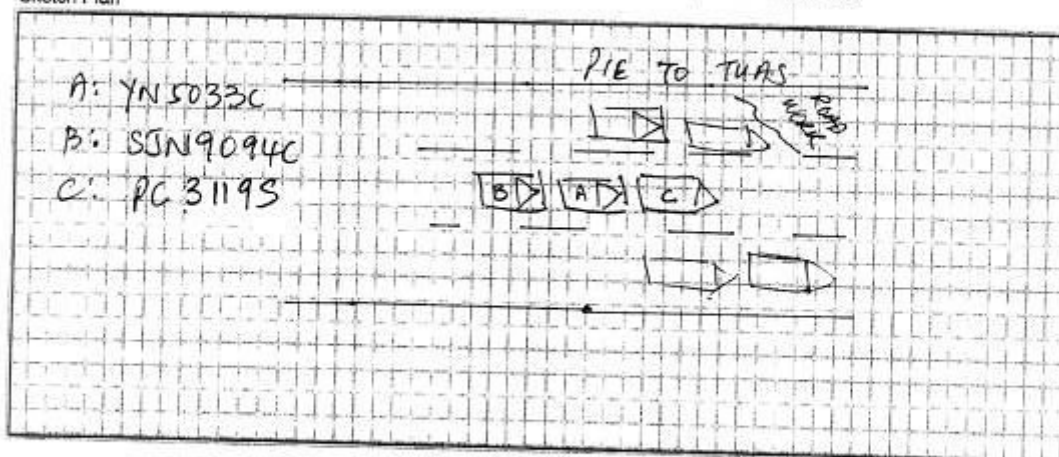 Sketch Plan
PIE TO TUAS
A: YN5033C
B: SJN9094C
C: PC3119S
ROAD
WORK
B A C